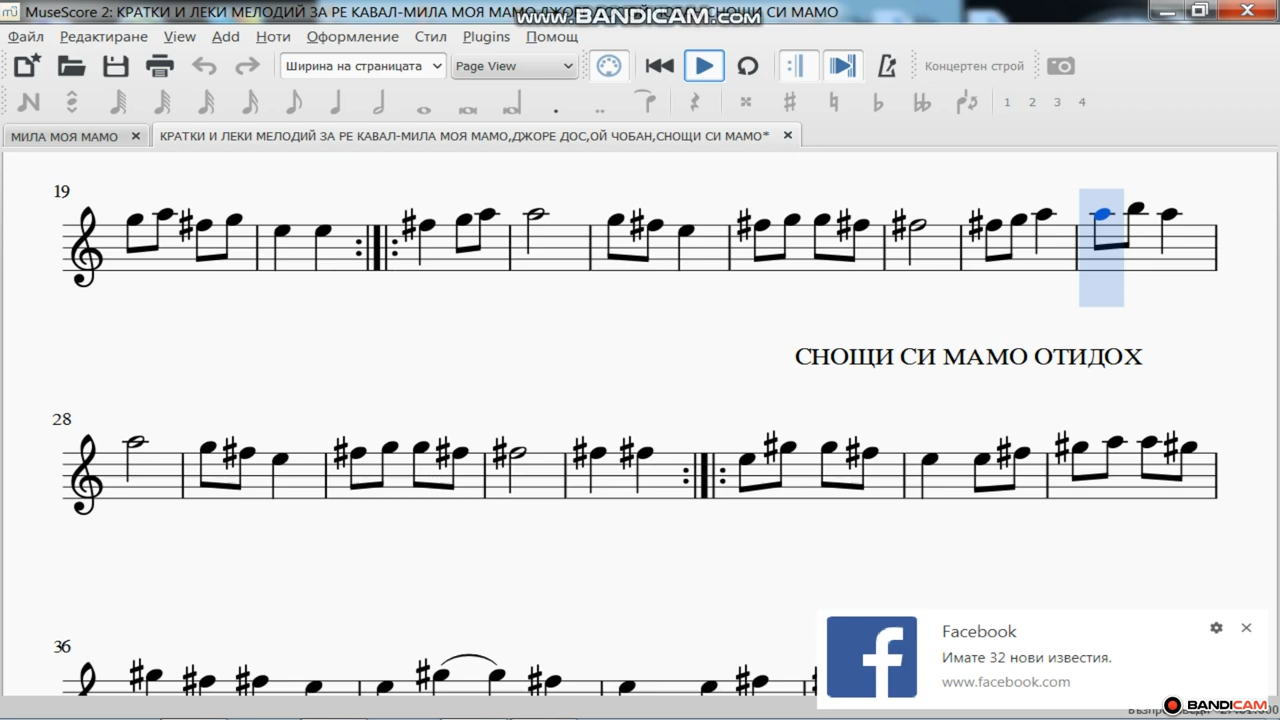 MuseScore 2: КРАТКИ И ЛЕКИ МЕЛОДИЙ ЗА РЕ КАВАЛ-МИЛА МОЯ МАМО СНОЩИ СИ МАМО
www.BANDICAM.com
Файл Редактиране View Add Ноти Оформление Стил Plugins Помощ
Ширина на страницата Page View Концертен строй
1 2 3 4
МИЛА МОЯ МАМО КРАТКИ И ЛЕКИ МЕЛОДИЙ ЗА РЕ КАВАЛ-МИЛА МОЯ МАМО,ДЖОРЕ ДОС,ОЙ ЧОБАН,СНОЩИ СИ МАМО*
19
СНОЩИ СИ МАМО ОТИДОХ
28
36
Facebook
Имате 32 нови известия.
www.facebook.com
BANDICAM